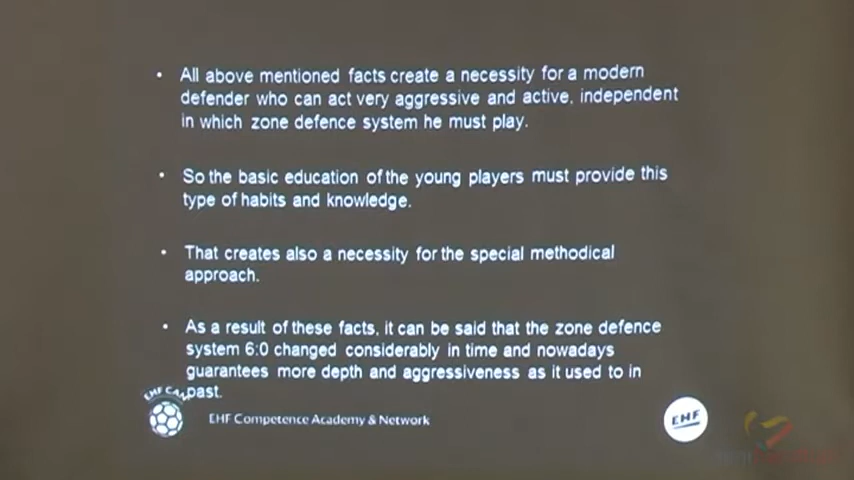 • All above mentioned facts create a necessity for a modern
defender who can act very aggressive and active, independent
in which zone defence system he must play.
• So the basic education of the young players must provide this
type of habits and knowledge.
• That creates also a necessity for the special methodical
approach.
• As a result of these facts, it can be said that the zone defence
system 6:0 changed considerably in time and nowadays
guarantees more depth and aggressiveness as it used to in
past.
EHF CAN
EHF Competence Academy & Network
EHF